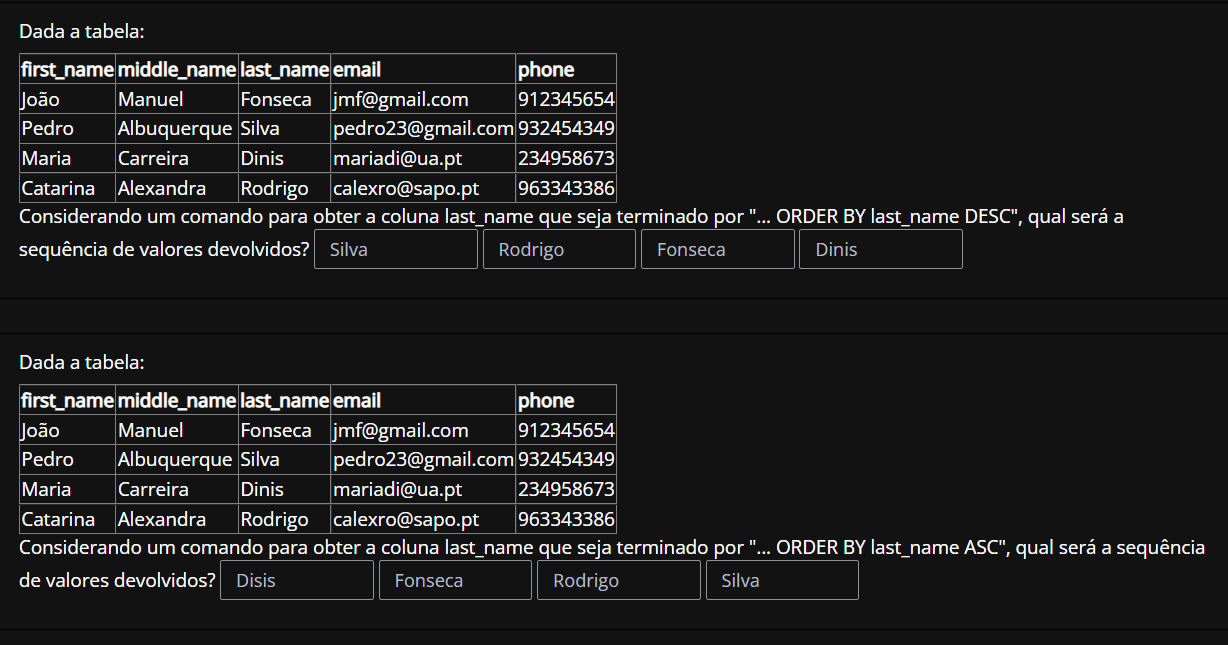 Dada a tabela:
first_name middle_name last_name email phone
João Manuel Fonseca jmf@gmail.com 912345654
Pedro Albuquerque Silva pedro23@gmail.com 932454349
Maria Carreira Dinis mariadi@ua.pt 234958673
Catarina Alexandra Rodrigo calexro@sapo.pt 963343386
Considerando um comando para obter a coluna last_name que seja terminado por "... ORDER BY last_name DESC", qual será a
sequência de valores devolvidos? Silva Rodrigo Fonseca Dinis
Dada a tabela:
first_name middle_name last_name email phone
João Manuel Fonseca jmf@gmail.com 912345654
Pedro Albuquerque Silva pedro23@gmail.com 932454349
Maria Carreira Dinis mariadi@ua.pt 234958673
Catarina Alexandra Rodrigo calexro@sapo.pt 963343386
Considerando um comando para obter a coluna last_name que seja terminado por "... ORDER BY last_name ASC", qual será a sequência
de valores devolvidos? Disis Fonseca Rodrigo Silva